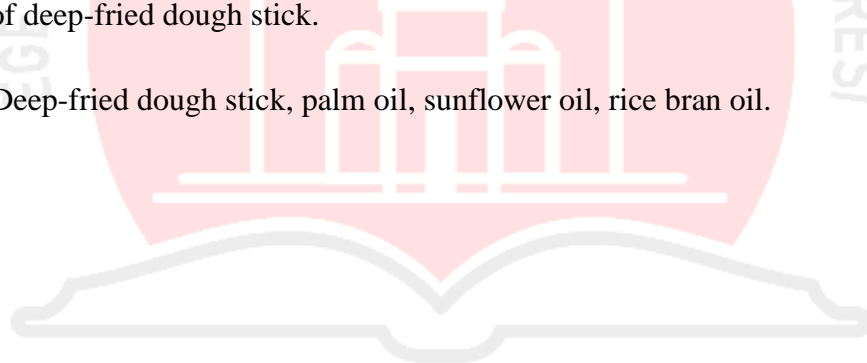 of deep-fried dough stick.
Deep-fried dough stick, palm oil, sunflower oil, rice bran oil.